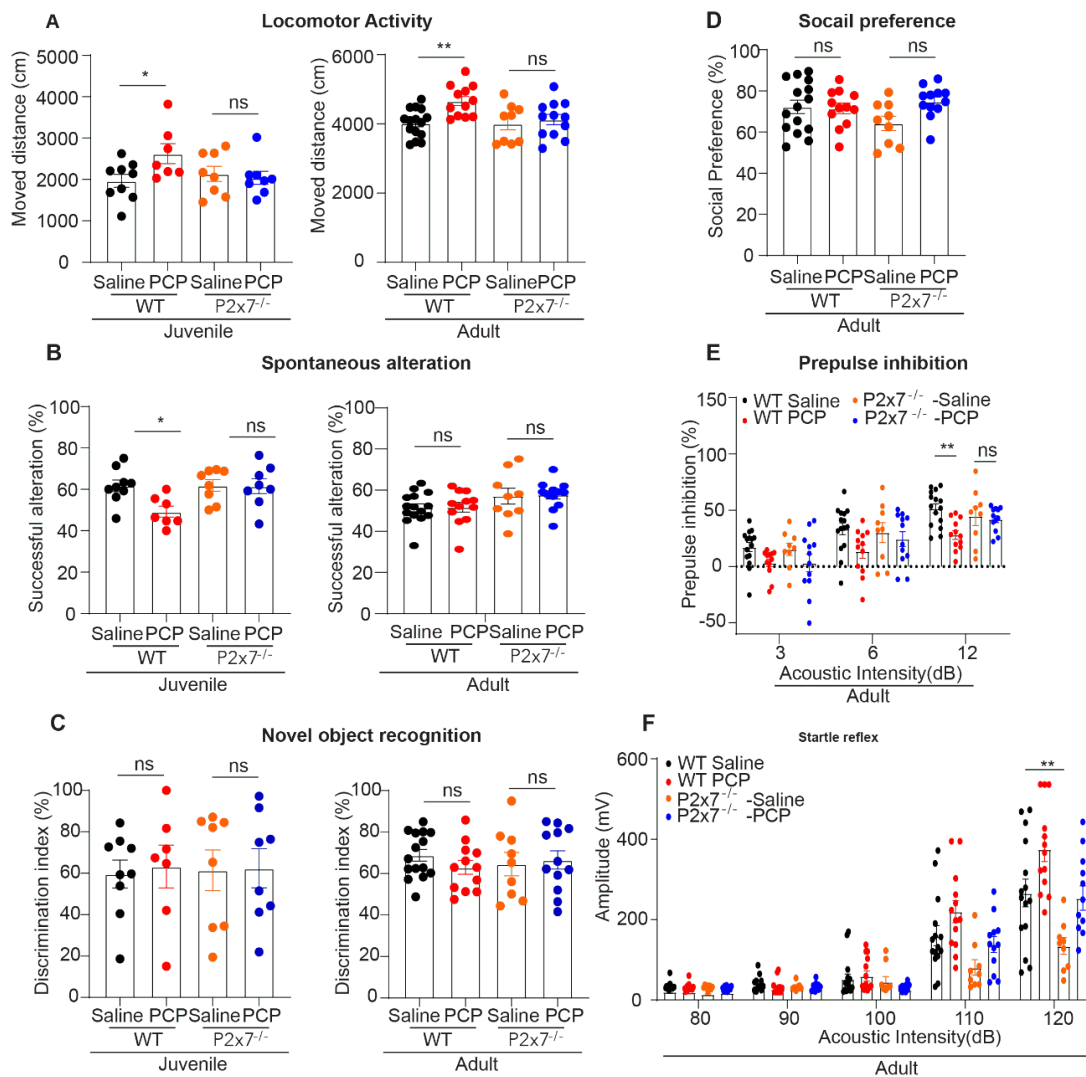 A
Locomotor Activity
Moved distance (cm)
5000
4000
3000
2000
1000
0
*
ns
Saline PCP
Saline PCP
WT
P2x7-/-
Juvenile
Moved distance (cm)
6000
4000
2000
0
**
ns
Saline PCP
SalinePCP
WT
P2x7-/-
Adult
D
Socail preference
Social Preference (%)
100
80
60
40
20
0
ns
ns
Saline PCP
Saline PCP
WT
P2x7-/-
Adult
B
Spontaneous alteration
Successful alteration (%)
100
80
60
40
20
0
*
ns
Saline PCP
Saline PCP
WT
P2x7-/-
Juvenile
Successful alteration (%)
100
80
60
40
20
0
ns
ns
Saline PCP
Saline PCP
WT
P2x7-/-
Adult
E
Prepulse inhibition
WT Saline
WT PCP
P2x7-/- -Saline
P2x7-/- -PCP
Prepulse inhibition (%)
150
100
50
0
-50
**
ns
3
6
12
Acoustic Intensity(dB)
Adult
C
Novel object recognition
Discrimination index (%)
100
80
60
40
20
0
ns
ns
Saline PCP
Saline PCP
WT
P2x7-/-
Juvenile
Discrimination index (%)
100
80
60
40
20
0
ns
ns
Saline PCP
Saline PCP
WT
P2x7-/-
Adult
F
Startle reflex
WT Saline
WT PCP
P2x7-/- -Saline
P2x7-/- -PCP
Amplitude (mV)
600
400
200
0
**
80
90
100
110
120
Acoustic Intensity(dB)
Adult